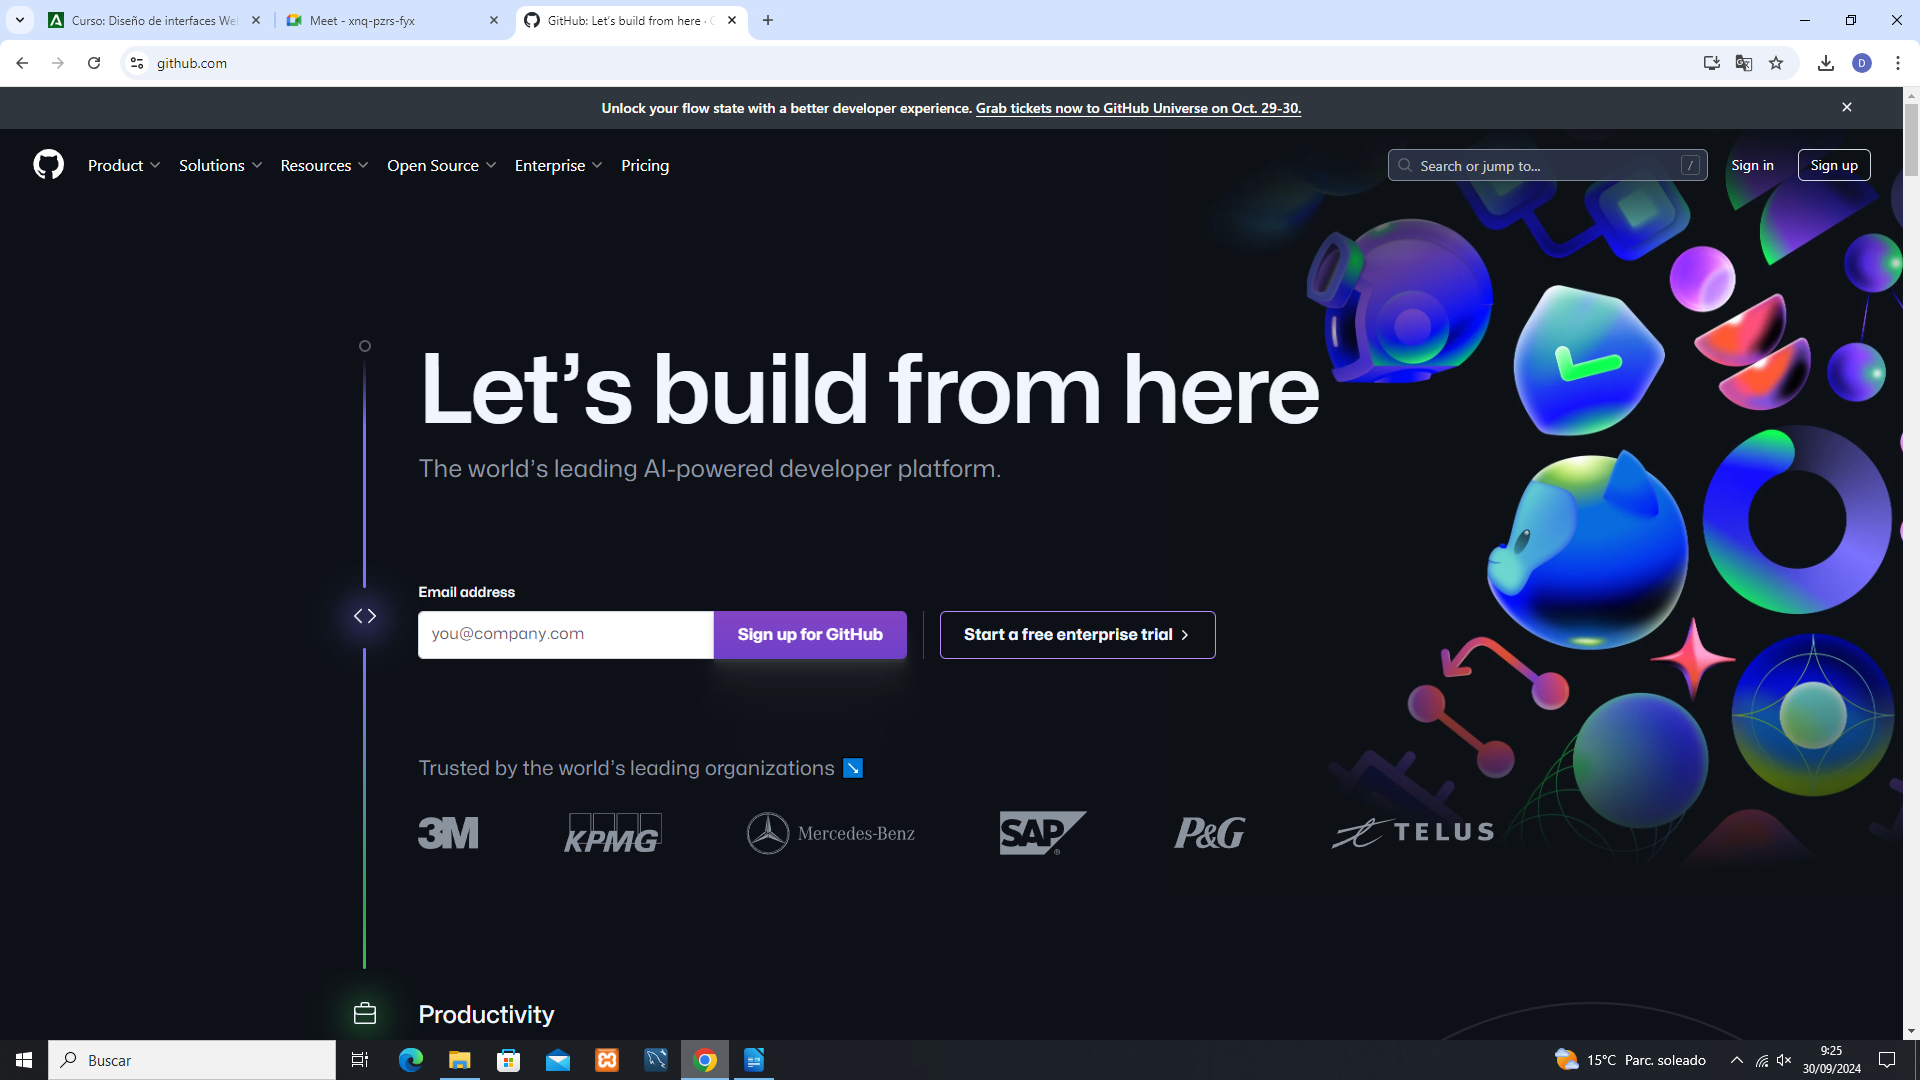 Curso: Diseño de interfaces Wel
Meet - xnq-pzrs-fyx
GitHub: Let's build from here · G
github.com
D
Unlock your flow state with a better developer experience. Grab tickets now to GitHub Universe on Oct. 29-30.
Product
Solutions
Resources
Open Source
Enterprise
Pricing
Search or jump to...
/
Sign in
Sign up
Let’s build from here
The world’s leading AI-powered developer platform.
Email address
you@company.com
Sign up for GitHub
Start a free enterprise trial
Trusted by the world’s leading organizations
3M
KPMG
Mercedes-Benz
SAP
P&G
TELUS
Productivity
Buscar
15°C Parc. soleado
9:25
30/09/2024